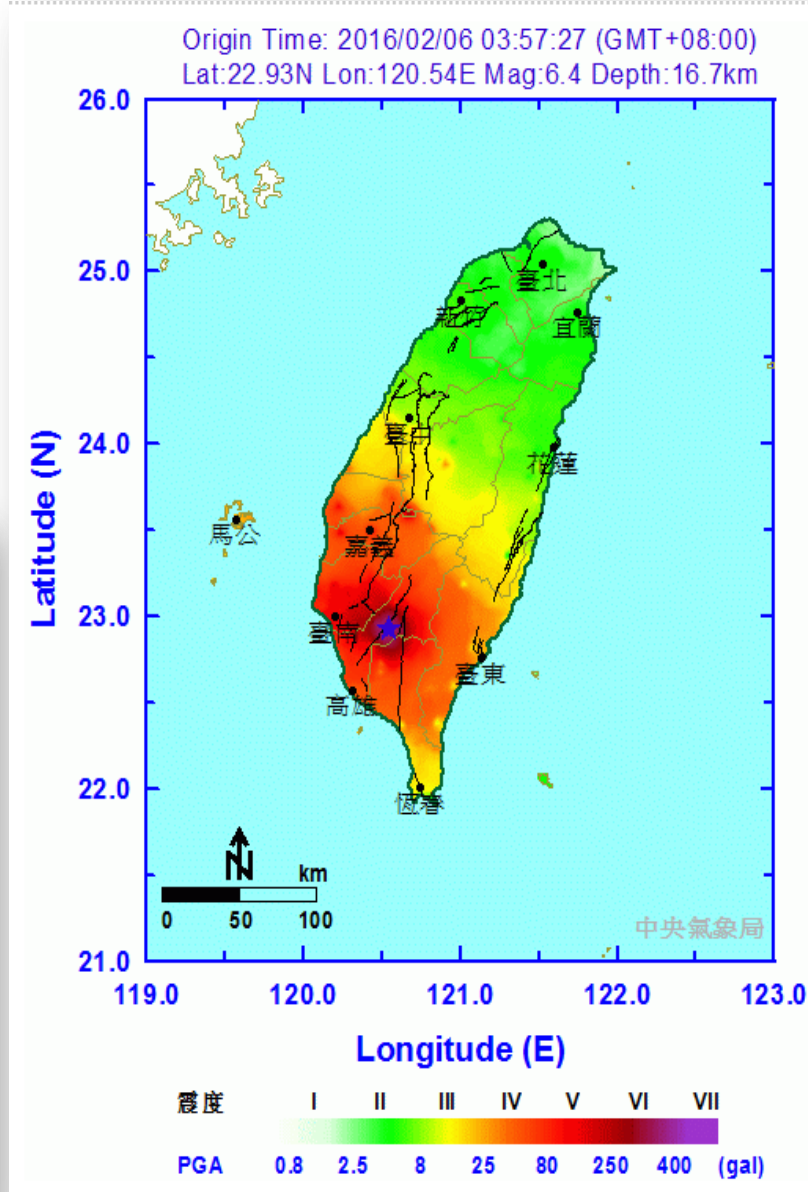 Origin Time: 2016/02/06 03:57:27 (GMT+08:00)
Lat:22.93N Lon:120.54E Mag:6.4 Depth:16.7km
26.0
25.0
24.0
23.0
22.0
21.0
Latitude (N)
臺北
新竹
宜蘭
臺中
花蓮
馬公
嘉義
臺南
臺東
高雄
恆春
N
km
0 50 100
中央氣象局
119.0 120.0 121.0 122.0 123.0
Longitude (E)
震度 I II III IV V VI VII
PGA 0.8 2.5 8 25 80 250 400 (gal)